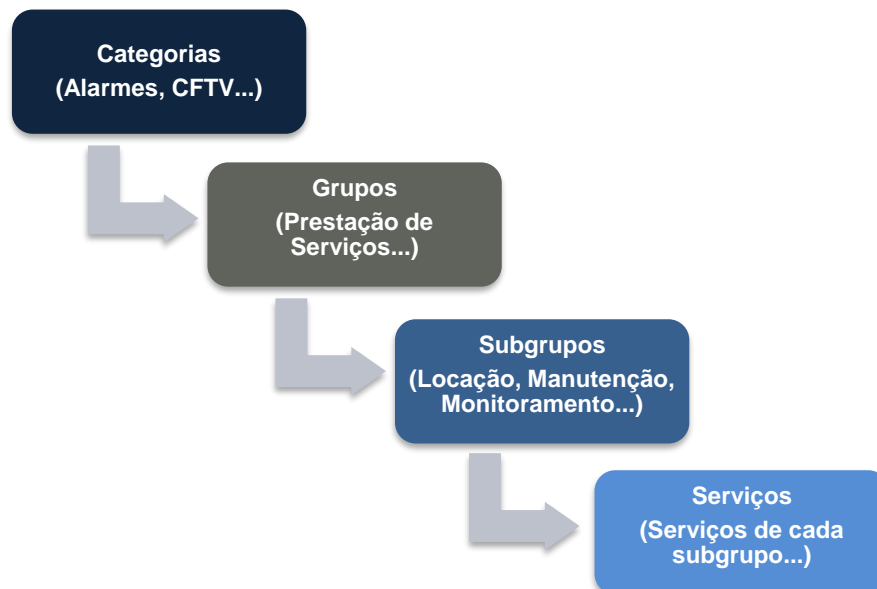 Categorias
(Alarmes, CFTV...)
Grupos
(Prestação de
Serviços...)
Subgrupos
(Locação, Manutenção,
Monitoramento...)
Serviços
(Serviços de cada
subgrupo...)